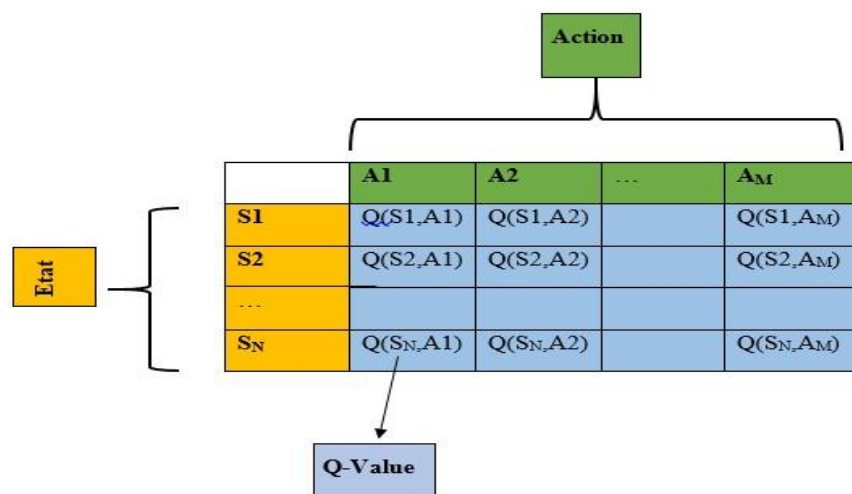 Action
A1 A2 ... AM
S1 Q(S1,A1) Q(S1,A2) Q(S1,AM)
Etat
S2 Q(S2,A1) Q(S2,A2) Q(S2,AM)
...
SN Q(SN,A1) Q(SN,A2) Q(SN,AM)
Q-Value